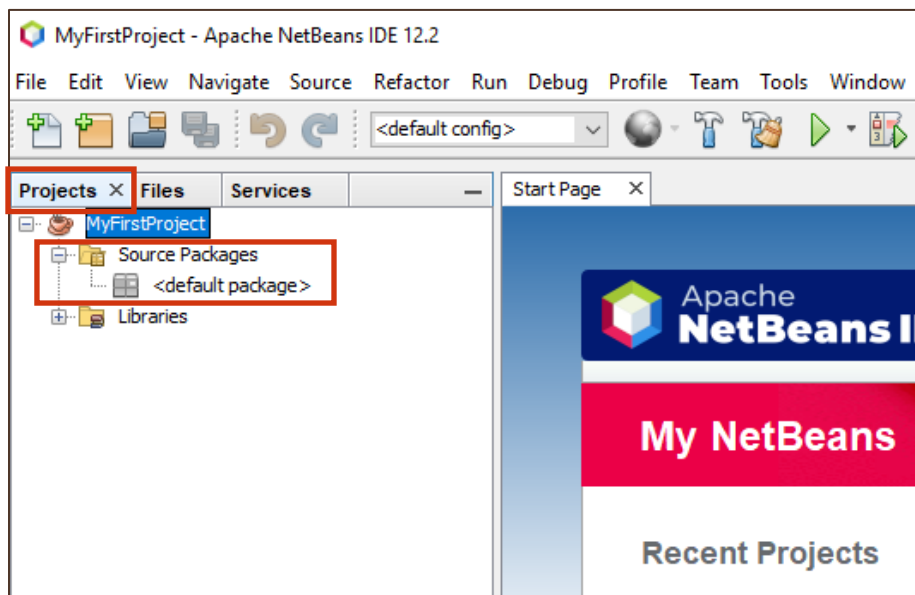 MyFirstProject - Apache NetBeans IDE 12.2
File Edit View Navigate Source Refactor Run Debug Profile Team Tools Window
<default config>
Projects Files Services
Start Page
MyFirstProject
Source Packages
<default package>
Libraries
Apache
NetBeans
My NetBeans
Recent Projects